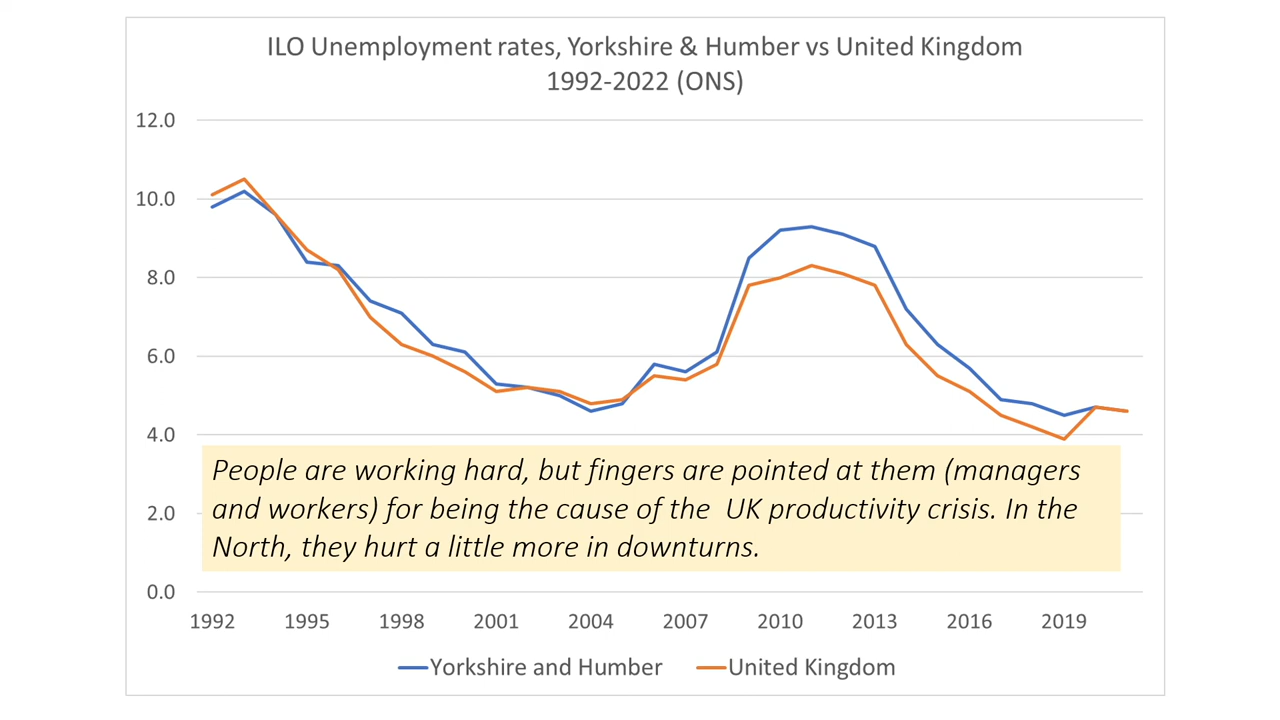 ILO Unemployment rates, Yorkshire & Humber vs United Kingdom
1992-2022 (ONS)
12.0
10.0
8.0
6.0
4.0
2.0
0.0
People are working hard, but fingers are pointed at them (managers
and workers) for being the cause of the  UK productivity crisis. In the
North, they hurt a little more in downturns.
1992 1995 1998 2001 2004 2007 2010 2013 2016 2019
Yorkshire and Humber United Kingdom